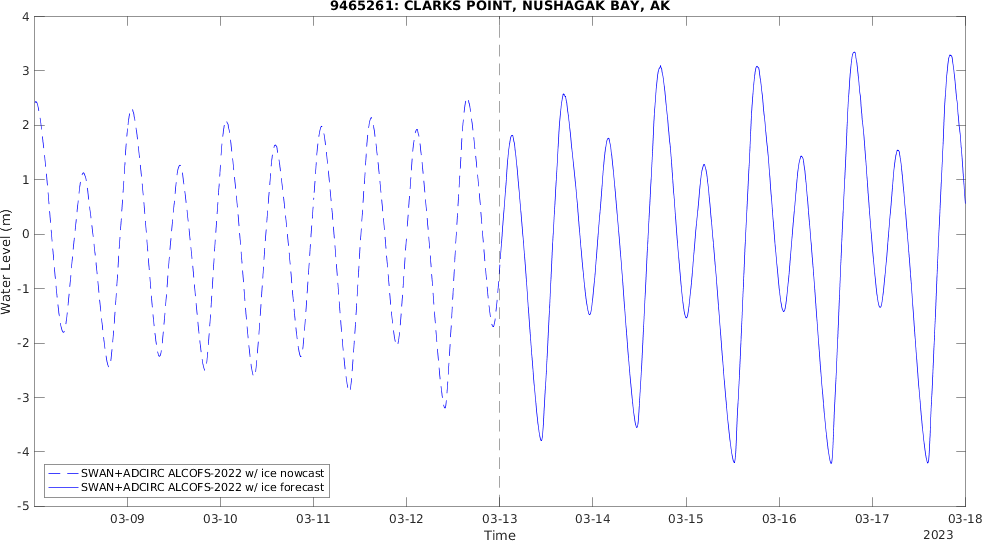 9465261: CLARKS POINT, NUSHAGAK BAY, AK
4
3
2
1
0
-1
-2
-3
-4
-5
Water Level (m)
SWAN+ADCIRC ALCOFS-2022 w/ ice nowcast
SWAN+ADCIRC ALCOFS-2022 w/ ice forecast
03-09 03-10 03-11 03-12 03-13 03-14 03-15 03-16 03-17 03-18
Time
2023